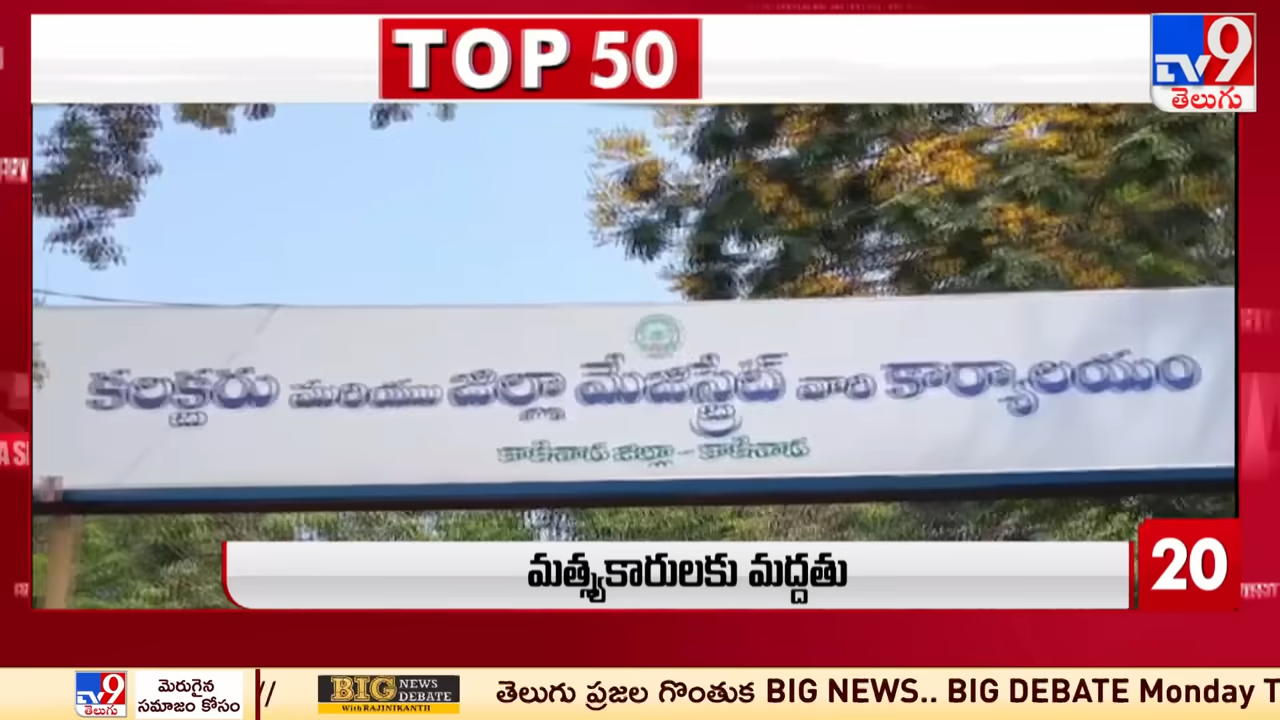 TOP 50
TV9
తెలుగు
కలెక్టరు మరియు జిల్లా మేజిస్ట్రేట్ వారి కార్యాలయం
కాకినాడ జిల్లా - కాకినాడ
మత్స్యకారులకు మద్దతు
20
TV9
తెలుగు
మెరుగైన
సమాజం కోసం
//
BIG NEWS DEBATE
With RAJINIKANTH
తెలుగు ప్రజల గొంతుక BIG NEWS.. BIG DEBATE Monday T